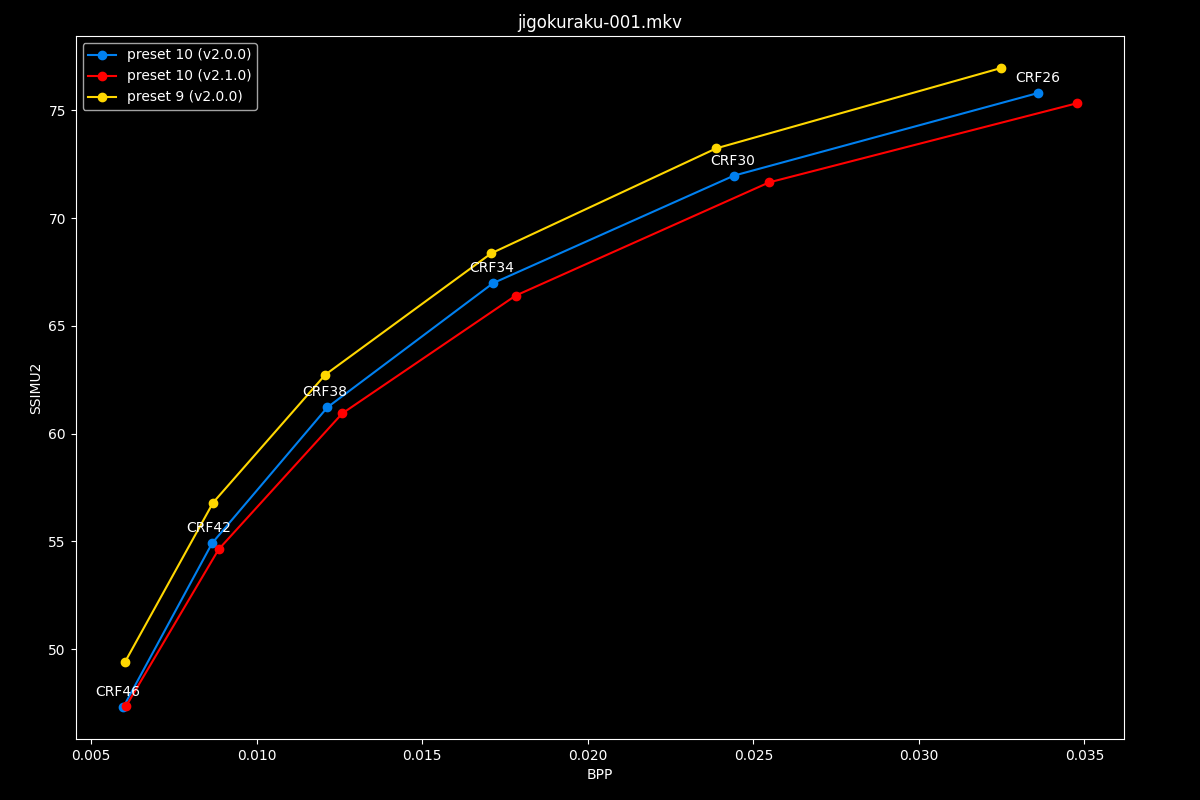 jigokuraku-001.mkv
preset 10 (v2.0.0)
preset 10 (v2.1.0)
preset 9 (v2.0.0)
CRF26
75
CRF30
70
CRF34
65
SSIMU2
CRF38
60
CRF42
55
50
CRF46
0.005 0.010 0.015 0.020 0.025 0.030 0.035
BPP